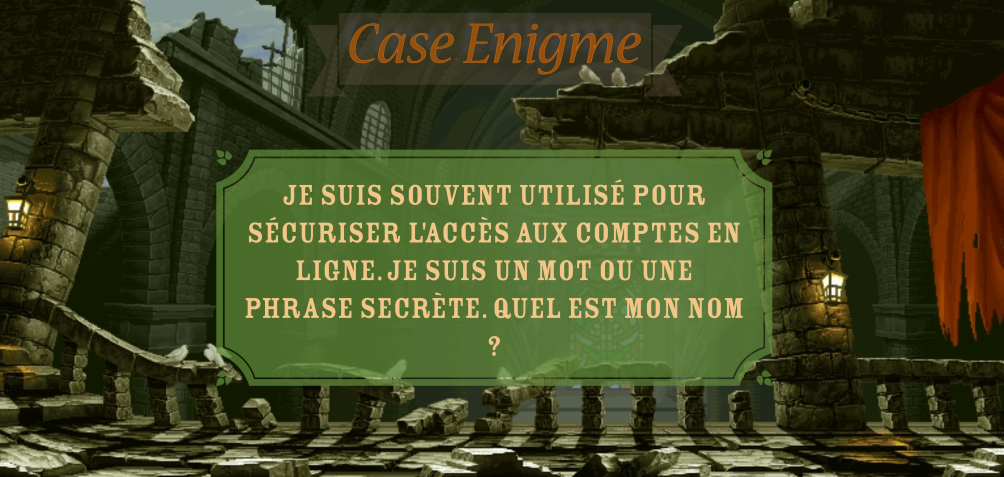 Case Enigme
JE SUIS SOUVENT UTILISÉ POUR
SÉCURISER L'ACCÈS AUX COMPTES EN
LIGNE. JE SUIS UN MOT OU UNE
PHRASE SECRÈTE. QUEL EST MON NOM
?